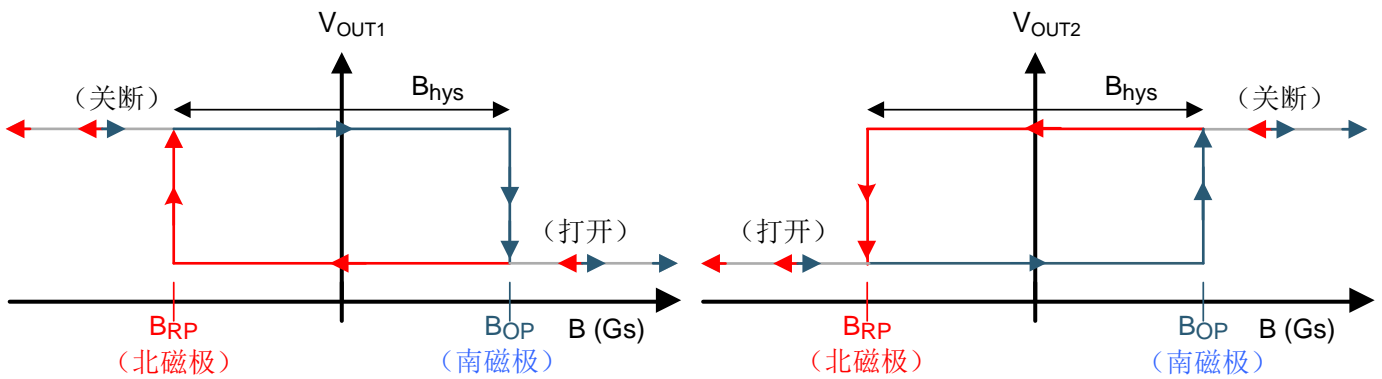 VOUT1
Bhys
（关断）
（打开）
BRP
BOP
B (Gs)
（北磁极）
（南磁极）
VOUT2
Bhys
（关断）
（打开）
BRP
BOP
B (Gs)
（北磁极）
（南磁极）